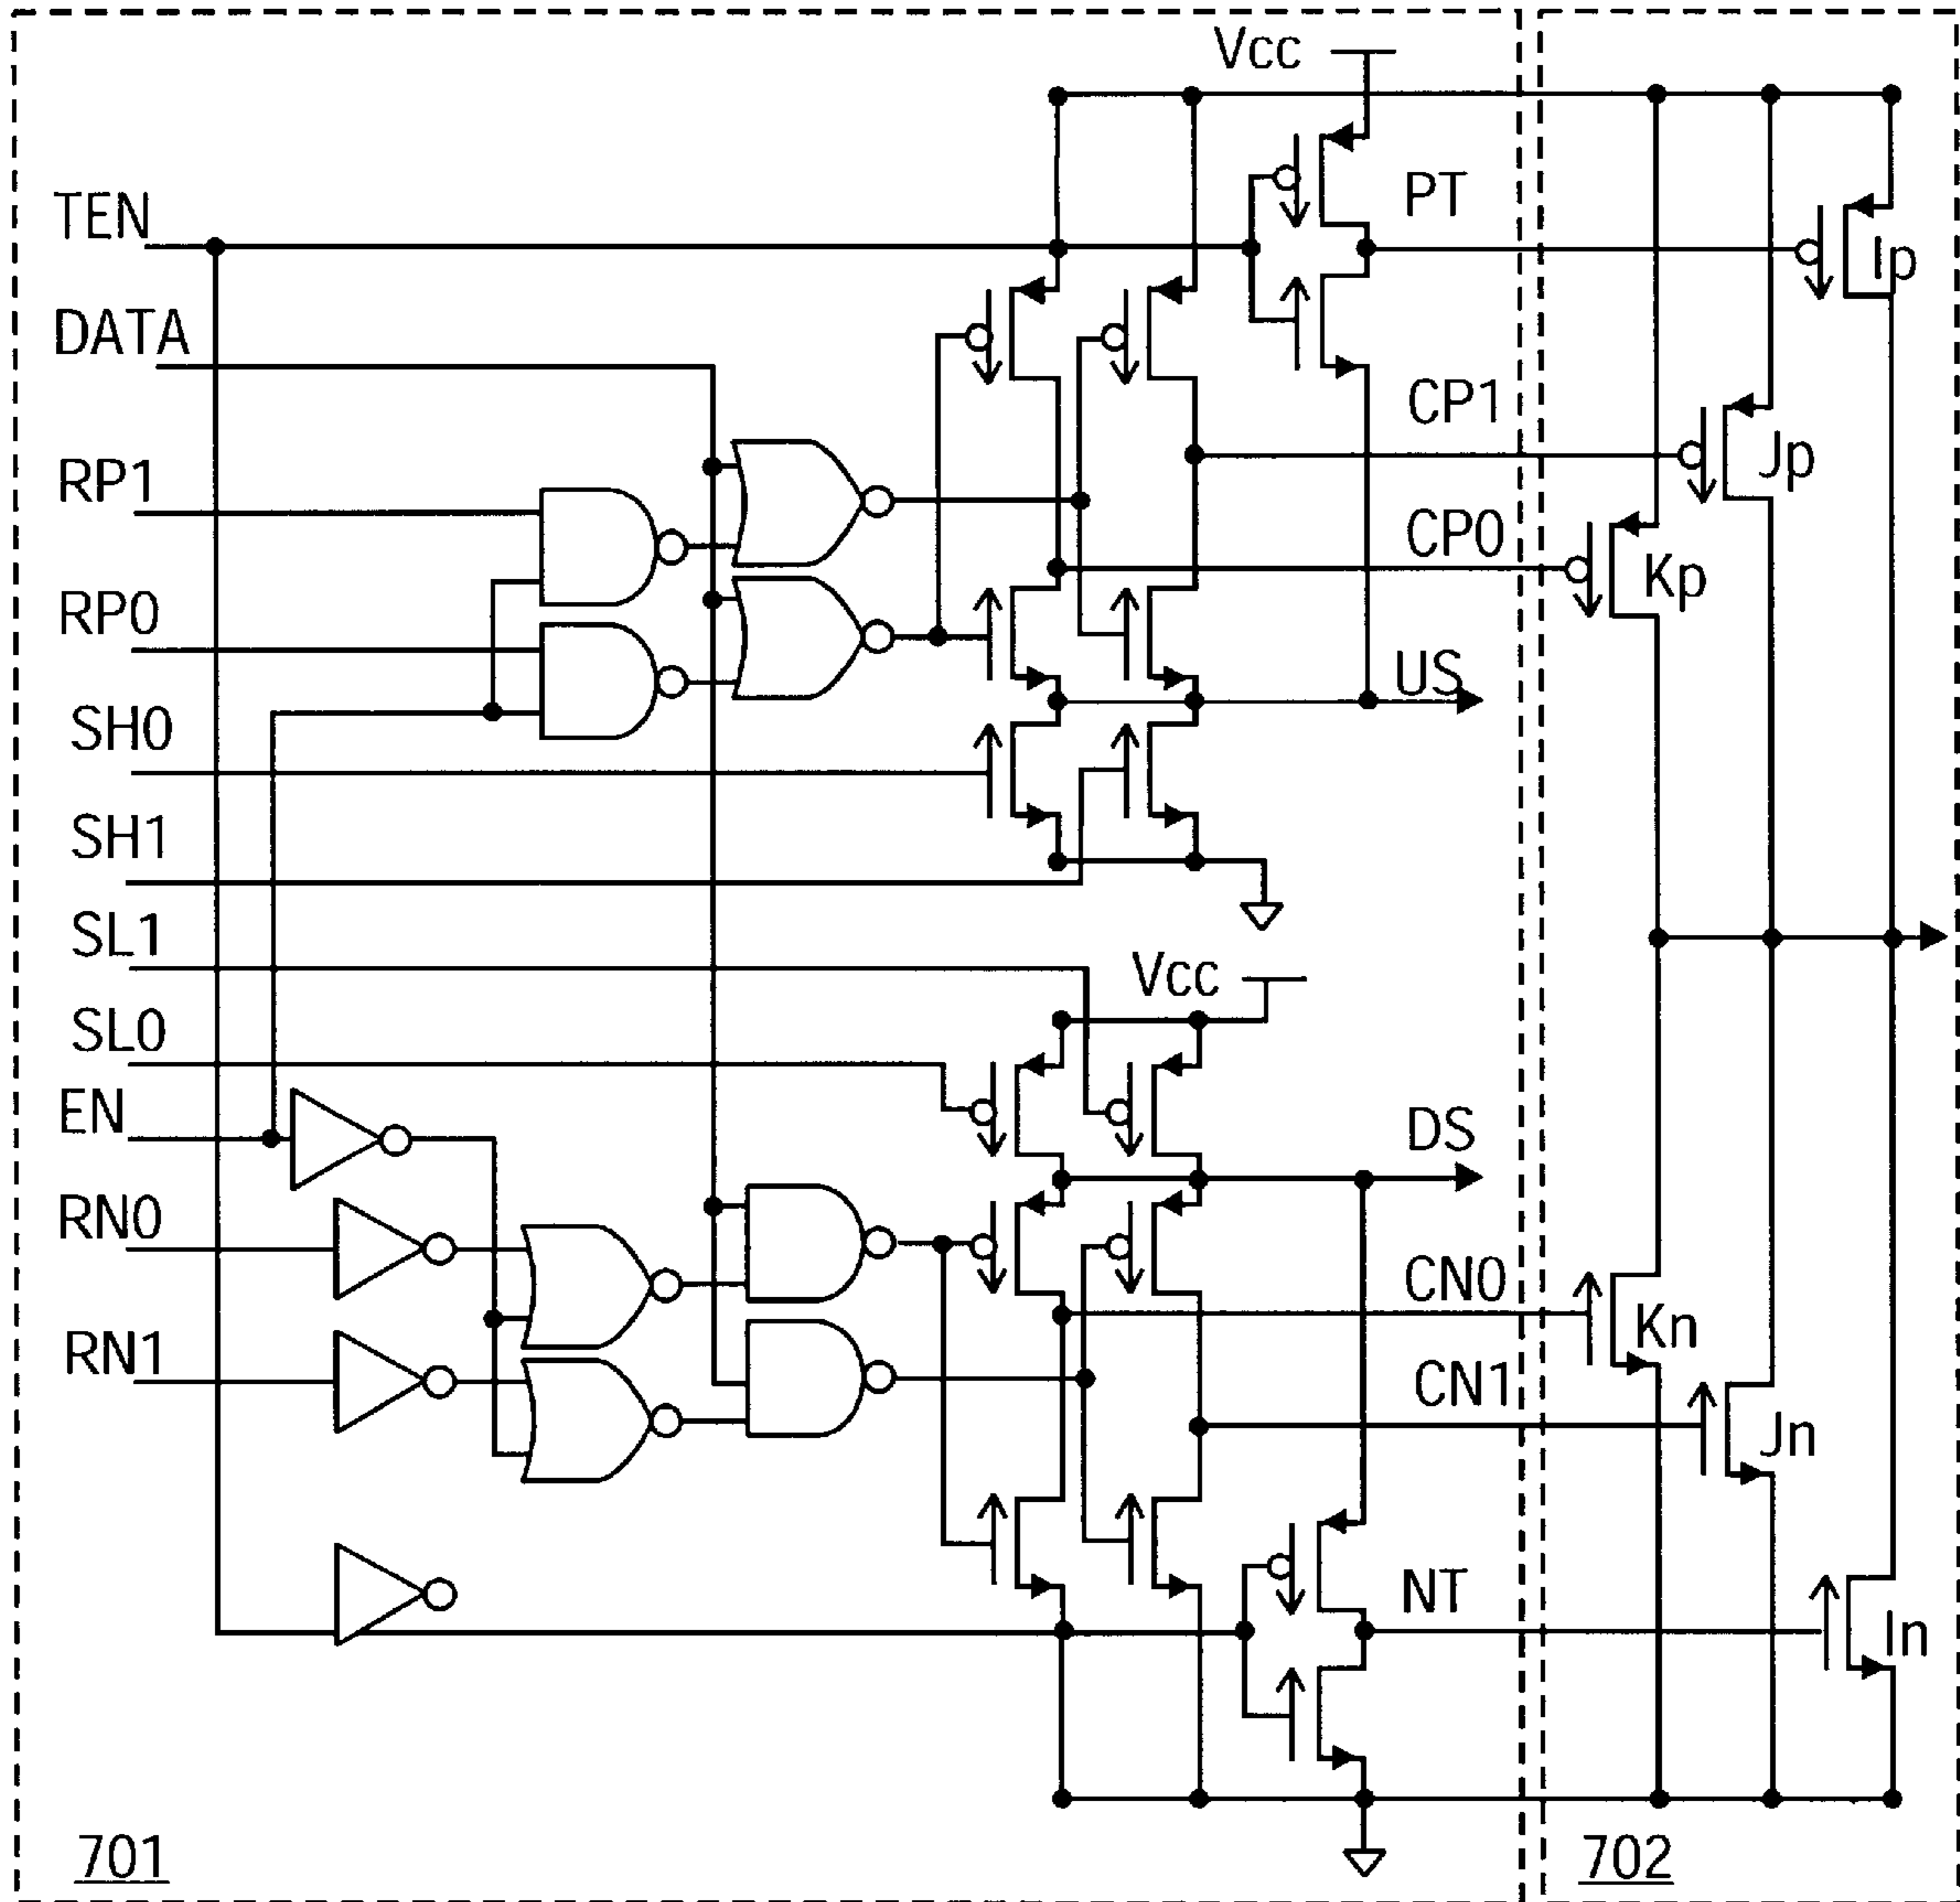 Vcc
PT
TEN
Ip
DATA
CP1
Jp
RP1
CP0
Kp
RP0
US
SH0
SH1
SL1
Vcc
SL0
EN
DS
RN0
CN0
Kn
RN1
CN1
Jn
NT
In
701
702